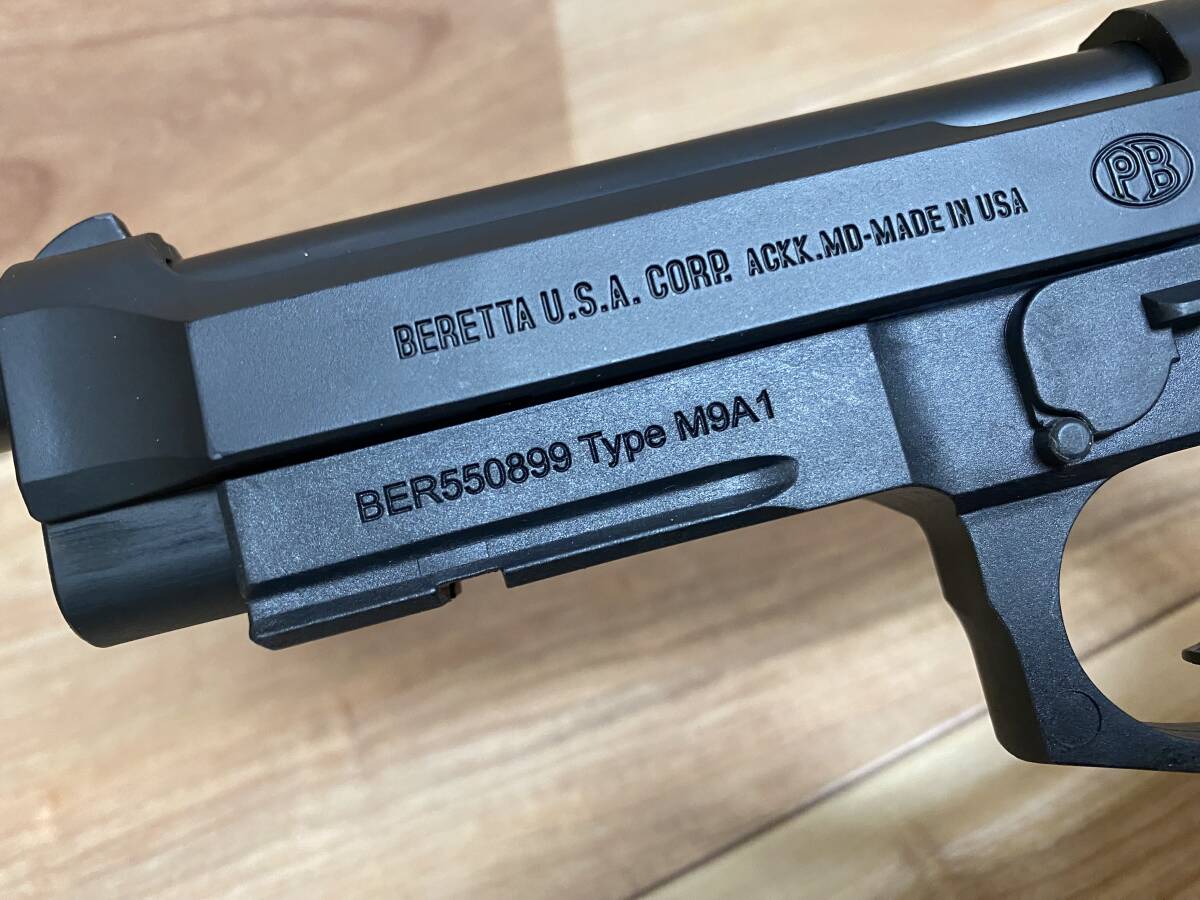 BERETTA U.S.A. CORP. ACKK.MD-MADE IN USA
PB
BER550899 Type M9A1